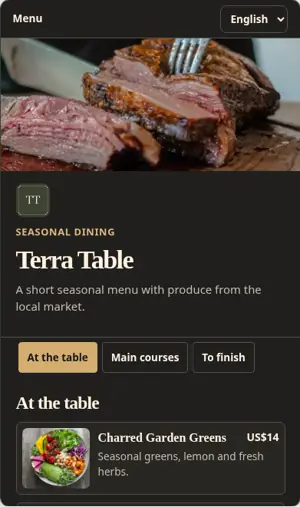 Menu
English
TT
SEASONAL DINING
Terra Table
A short seasonal menu with produce from the
local market.
At the table
Main courses
To finish
At the table
Charred Garden Greens US$14
Seasonal greens, lemon and fresh
herbs.